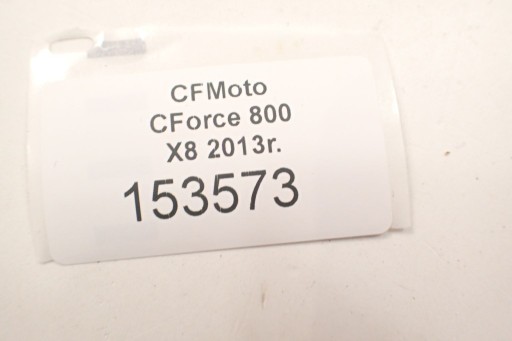 CFMoto
CForce 800
X8 2013r.
153573